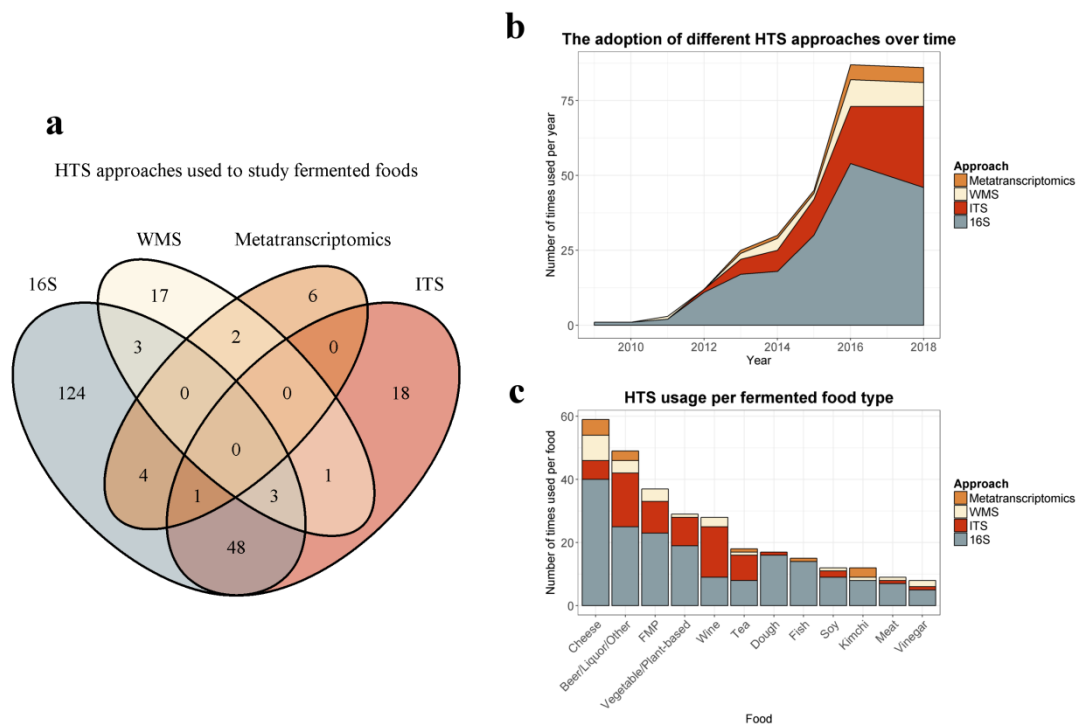 a
HTS approaches used to study fermented foods
WMS
Metatranscriptomics
16S
ITS
17
6
3
2
0
124
0
0
18
0
4
1
3
1
48
b
The adoption of different HTS approaches over time
Number of times used per year
75
50
25
0
2010 2012 2014 2016 2018
Year
Approach
Metatranscriptomics
WMS
ITS
16S
c
HTS usage per fermented food type
Number of times used per food
60
40
20
0
Cheese
Beer/Liquor/Other
FMP
Vegetable/Plant-based
Wine
Tea
Dough
Fish
Soy
Kimchi
Meat
Vinegar
Food
Approach
Metatranscriptomics
WMS
ITS
16S